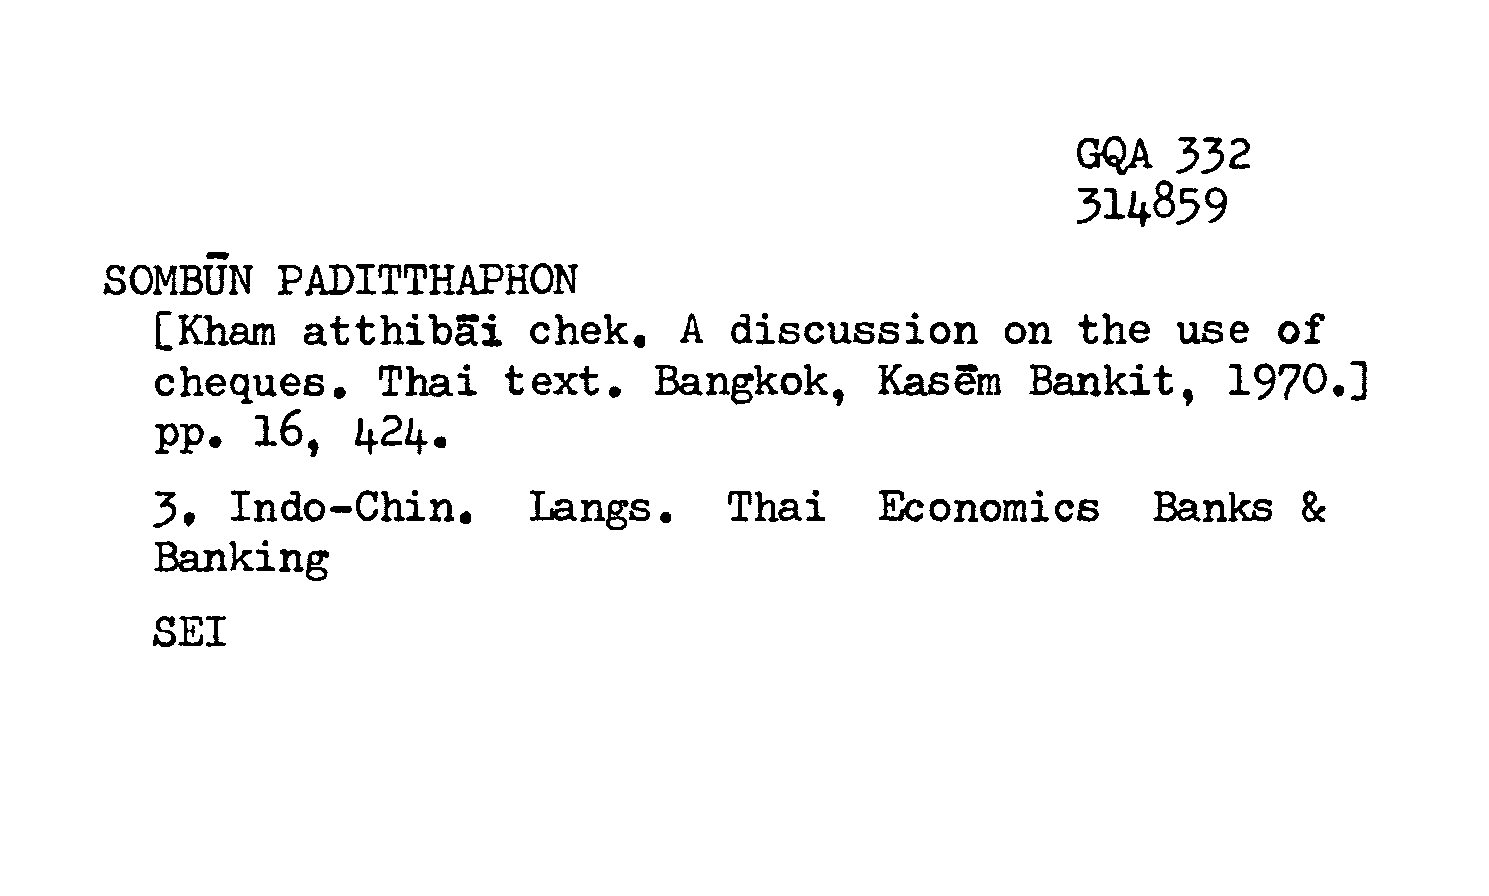 GQA 332
314859
SOMBŪN PADITTHAPHON
[Kham atthibāi chek. A discussion on the use of
cheques. Thai text. Bangkok, Kasēm Bankit, 1970.]
pp. 16, 424.
3. Indo-Chin. Langs. Thai Economics Banks &
Banking
SEI